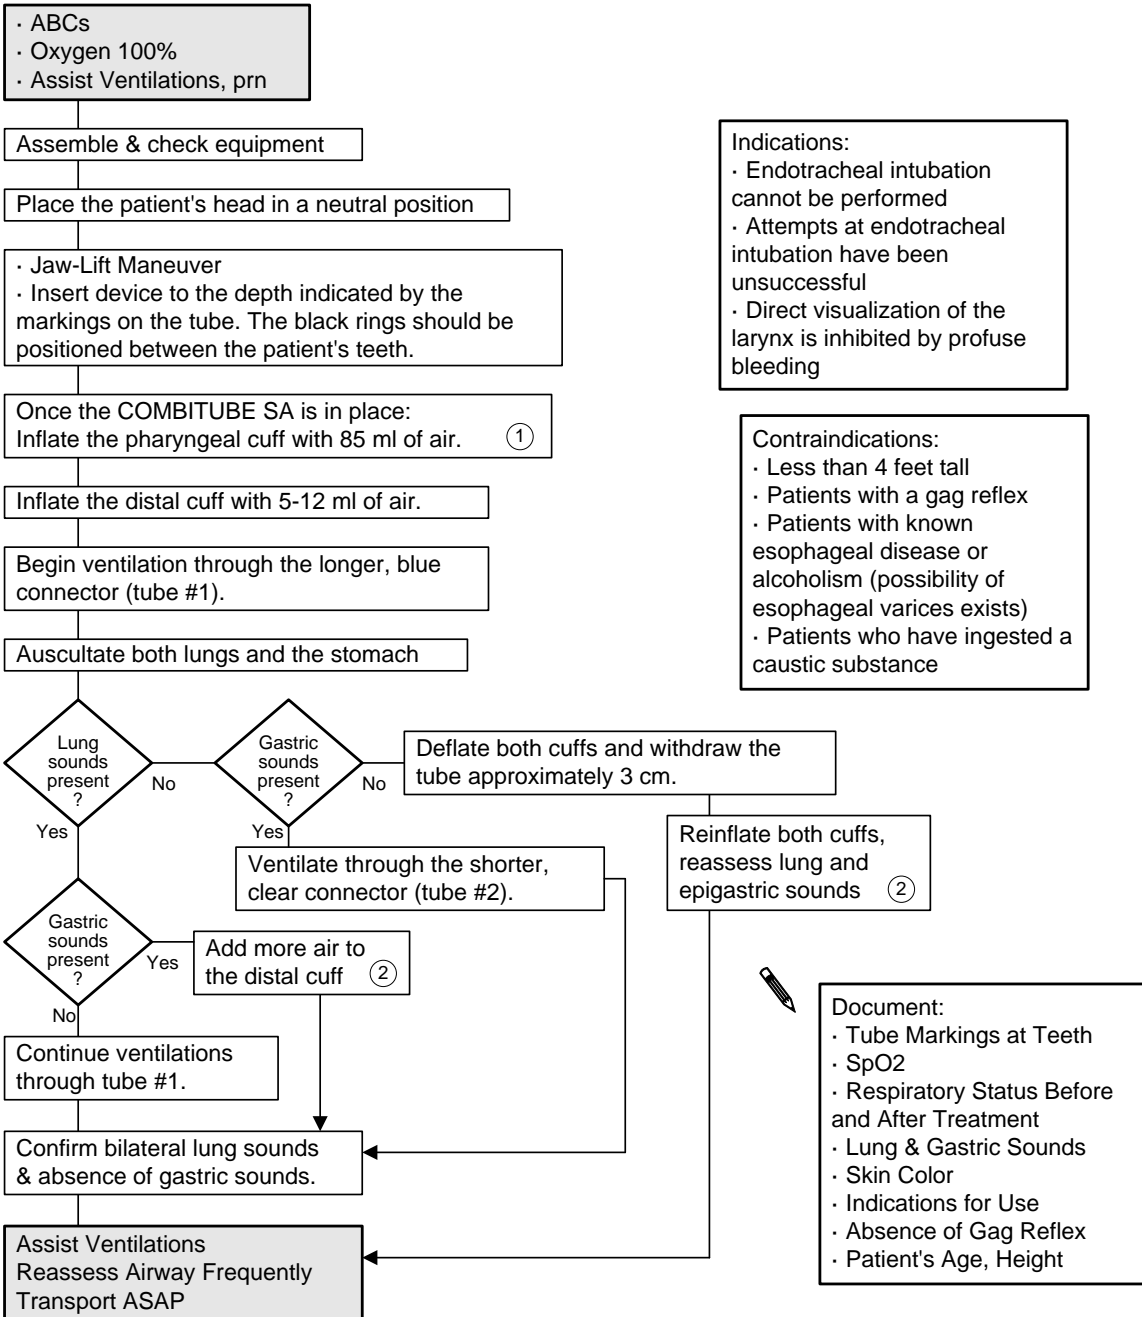 · ABCs
· Oxygen 100%
· Assist Ventilations, prn
Assemble & check equipment
Place the patient's head in a neutral position
· Jaw-Lift Maneuver
· Insert device to the depth indicated by the
markings on the tube. The black rings should be
positioned between the patient's teeth.
Once the COMBITUBE SA is in place:
Inflate the pharyngeal cuff with 85 ml of air. 1
Inflate the distal cuff with 5-12 ml of air.
Begin ventilation through the longer, blue
connector (tube #1).
Auscultate both lungs and the stomach
Lung
sounds
present
?
No
Yes
Gastric
sounds
present
?
No
Yes
Deflate both cuffs and withdraw the
tube approximately 3 cm.
Reinflate both cuffs,
reassess lung and
epigastric sounds 2
Ventilate through the shorter,
clear connector (tube #2).
Gastric
sounds
present
?
Yes
No
Add more air to
the distal cuff 2
Continue ventilations
through tube #1.
Confirm bilateral lung sounds
& absence of gastric sounds.
Assist Ventilations
Reassess Airway Frequently
Transport ASAP
Indications:
· Endotracheal intubation
cannot be performed
· Attempts at endotracheal
intubation have been
unsuccessful
· Direct visualization of the
larynx is inhibited by profuse
bleeding
Contraindications:
· Less than 4 feet tall
· Patients with a gag reflex
· Patients with known
esophageal disease or
alcoholism (possibility of
esophageal varices exists)
· Patients who have ingested a
caustic substance
Document:
· Tube Markings at Teeth
· SpO2
· Respiratory Status Before
and After Treatment
· Lung & Gastric Sounds
· Skin Color
· Indications for Use
· Absence of Gag Reflex
· Patient's Age, Height